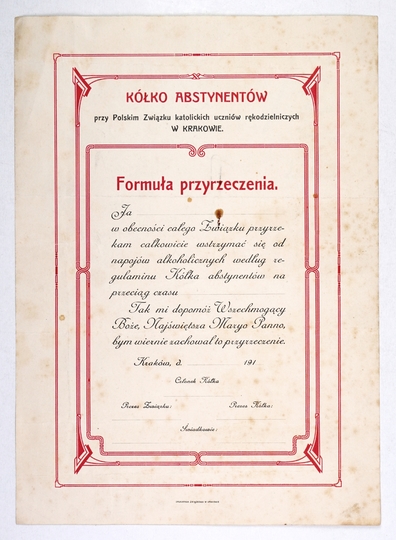 KÓŁKO ABSTYNENTÓW
przy Polskim Związku katolickich uczniów rękodzielniczych
W KRAKOWIE.
Formuła przyrzeczenia.
Ja
w obecności całego Związku przyrze-
kam całkowicie wstrzymać się od
napojów alkoholicznych według re-
gulaminu Kółka abstynentów na
przeciąg czasu
Tak mi dopomóż Wszechmogący
Boże, Najświętsza Maryo Panno,
bym wiernie zachował to przyrzeczenie.
Kraków, d. 191
Członek Kółka
Prezes Związku: Prezes Kółka:
Świadkowie: